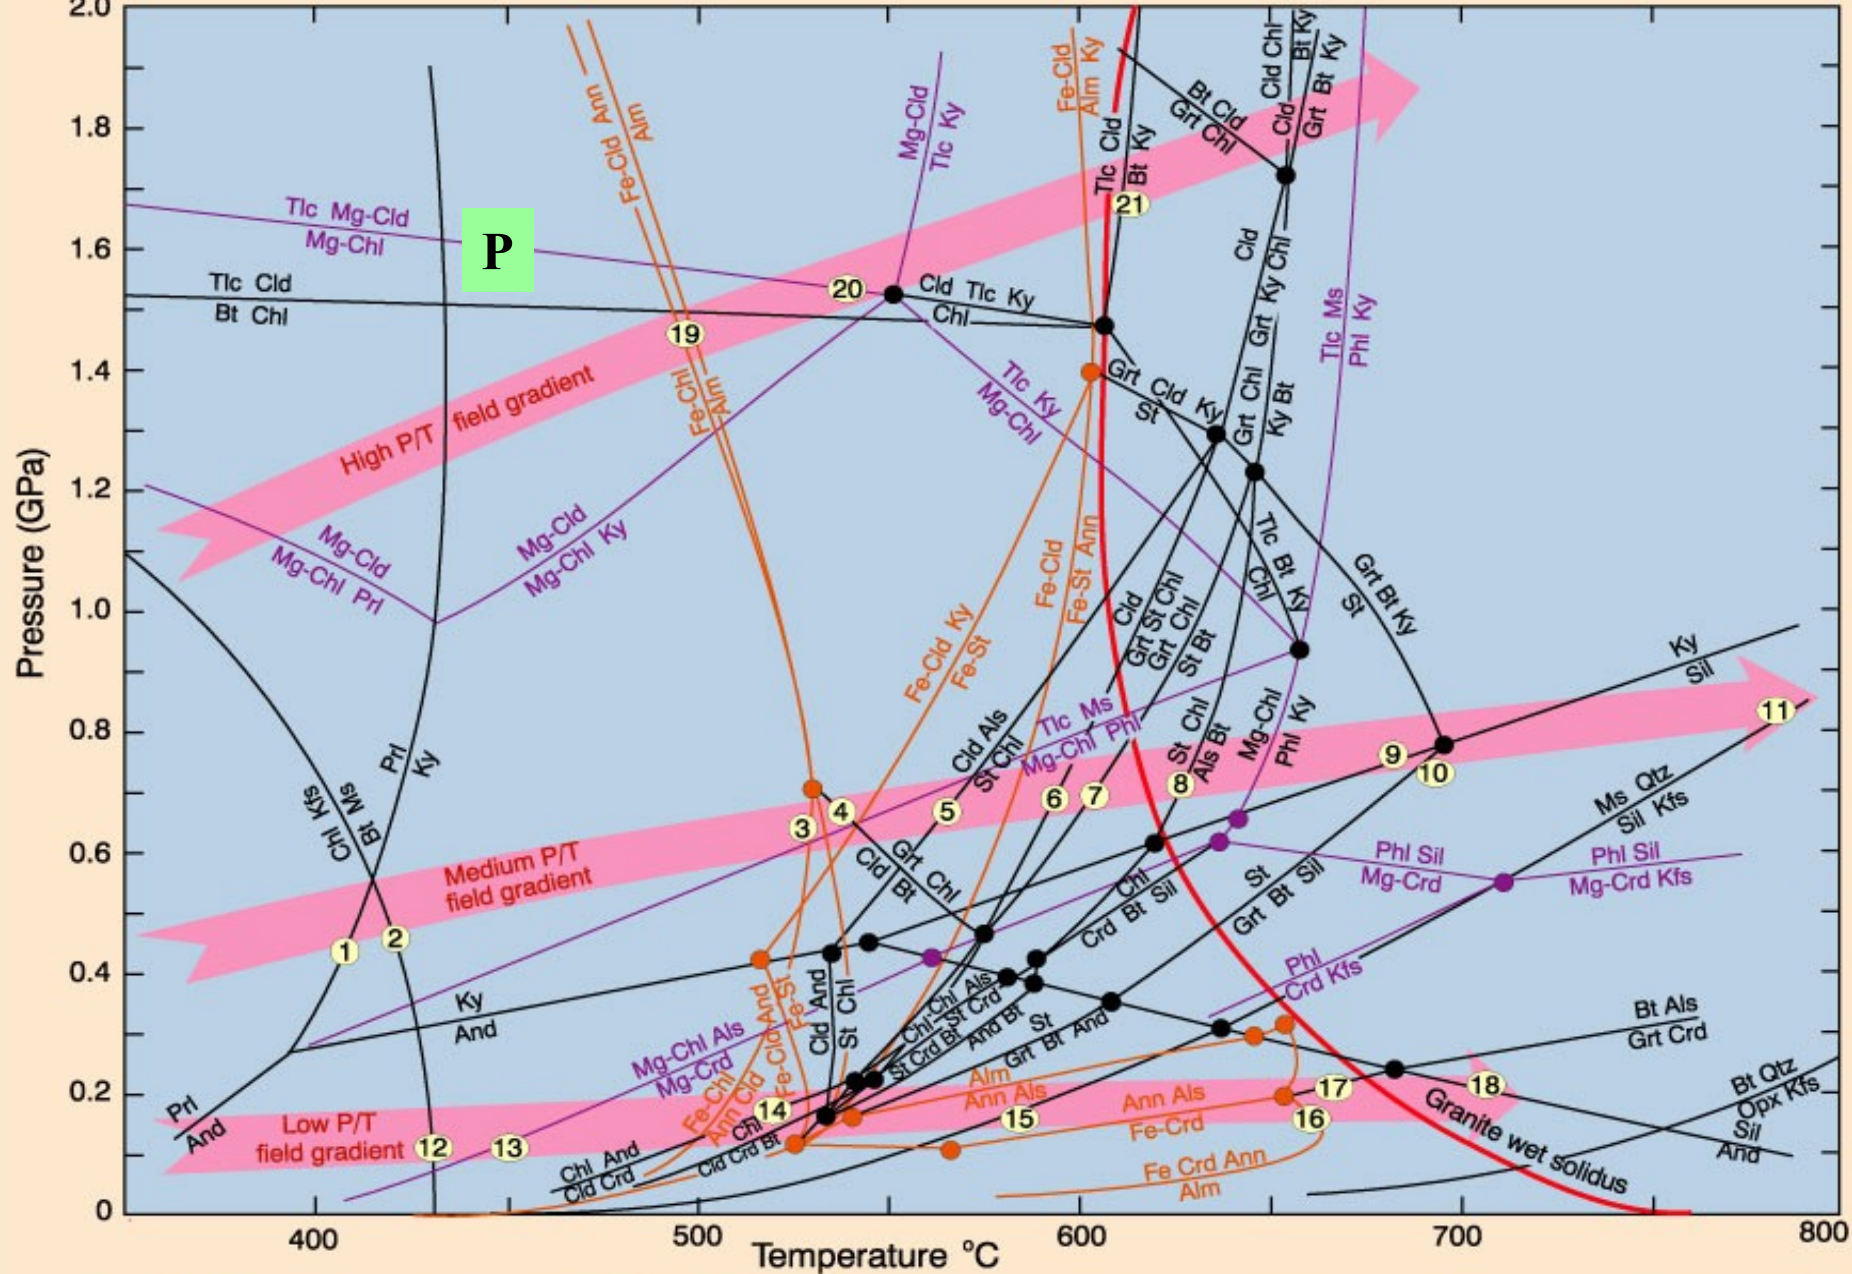 2.0
1.8
1.6
1.4
1.2
1.0
0.8
0.6
0.4
0.2
0
Pressure (GPa)
400
500
600
700
800
Temperature °C
P
Tlc Mg-Cld
Mg-Chl
Tlc Cld
Bt Chl
High P/T field gradient
Mg-Cld
Mg-Chl Prl
Mg-Cld
Mg-Chl Ky
Fe-Cld Ann
Alm
Fe-Cld Ann
Fe-Chl
Alm
Mg-Cld
Tlc Ky
Fe-Cld
Alm Ky
Tlc Cld
Bt Ky
Bt Cld
Grt Chl
Cld Chl
Bt Ky
Cld
Grt Bt Ky
Cld
Grt Ky Chl
Tlc Ms
Phl Ky
Cld Tlc Ky
Chl
Tlc Ky
Mg-Chl
Grt Cld Ky
St
Grt Chl
Ky Bt
Tlc Bt Ky
Chl
Grt Bt Ky
St
Fe-Cld
Fe-St Ann
Fe-Cld Ky
Fe-St
Cld
Grt St Chl
Grt Chl
St Bt
Cld Als
St Chl
Tlc Ms
Mg-Chl Phl
St Chl
Als Bt
Mg-Chl
Phl Ky
Ky
Sil
Ms Qtz
Sil Kfs
Prl
Ky
Chl Kfs
Bt Ms
Medium P/T
field gradient
Grt Chl
Cld Bt
Chl
Crd Bt Sil
St
Grt Bt Sil
Phl Sil
Mg-Crd
Phl Sil
Mg-Crd Kfs
Phl
Crd Kfs
Ky
And
Prl
And
Mg-Chl Als
Mg-Crd
Fe-Chl
Ann Cld
Fe-Cld And
Fe-St
Cld And
St Chl
Chl Als
St Crd
Chl St
St Crd Bt
And Bt
St
Grt Bt And
Alm
Ann Als
Ann Als
Fe-Crd
Fe Crd Ann
Alm
Chl And
Cld Crd
Chl
Cld Crd Bt
Low P/T
field gradient
Bt Als
Grt Crd
Bt Qtz
Opx Kfs
Sil
And
Granite wet solidus
1
2
3
4
5
6
7
8
9
10
11
12
13
14
15
16
17
18
19
20
21